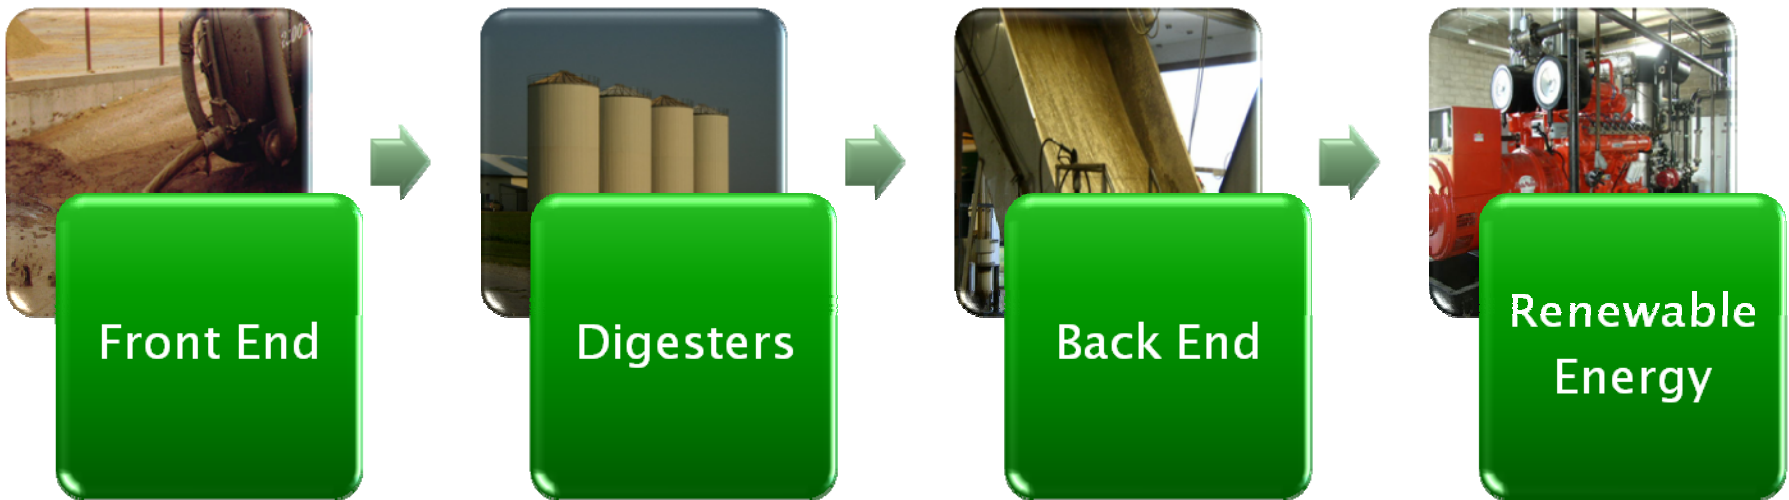 Front End
Digesters
Back End
Renewable
Energy